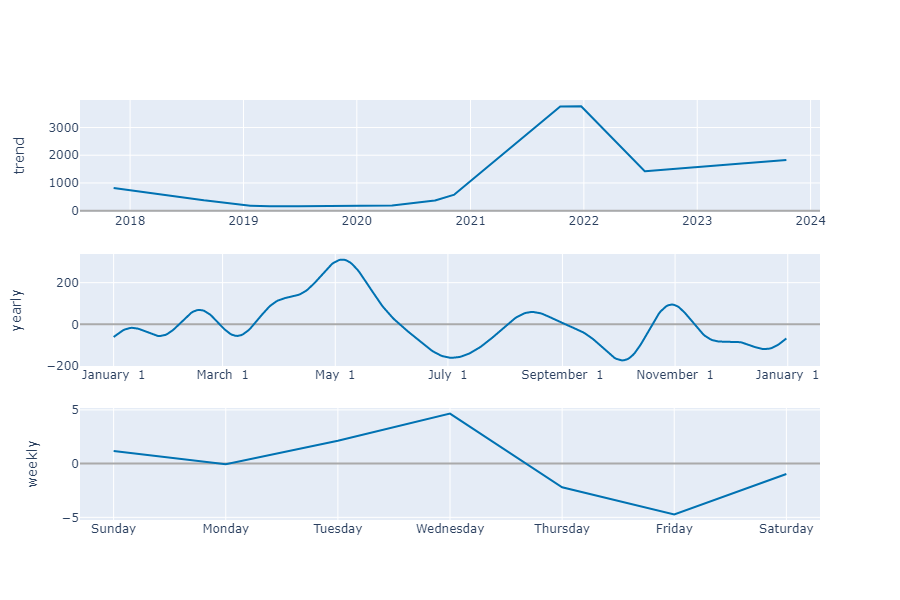 trend
3000
2000
1000
0
2018 2019 2020 2021 2022 2023 2024
yearly
200
0
−200
January 1 March 1 May 1 July 1 September 1 November 1 January 1
weekly
5
0
−5
Sunday Monday Tuesday Wednesday Thursday Friday Saturday